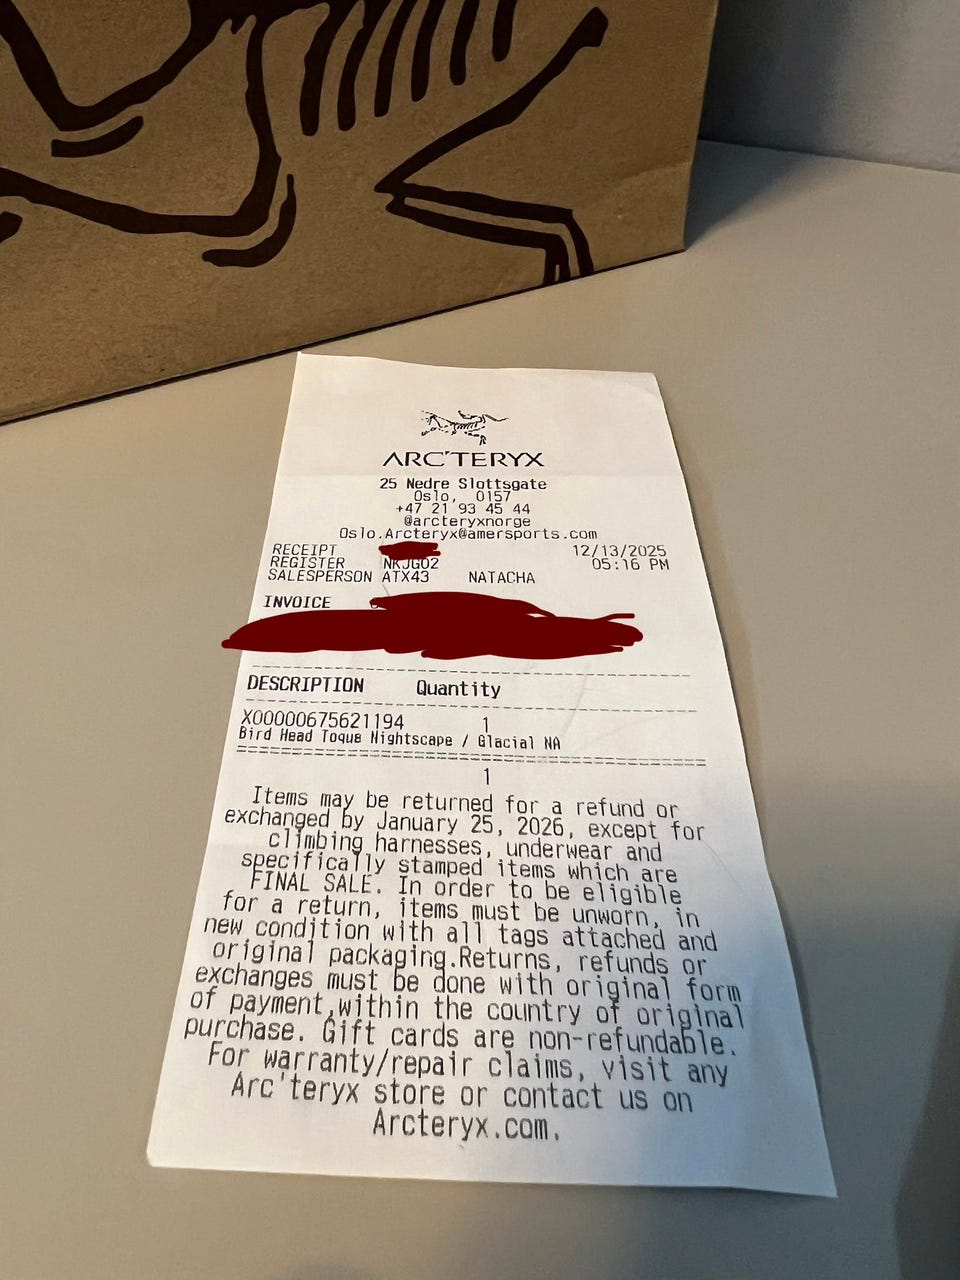 ARC'TERYX
25 Nedre Slottsgate
Oslo, 0157
+47 21 93 45 44
@arcteryxnorge
Oslo.Arcteryx@amersports.com
RECEIPT 12/13/2025
REGISTER NKJG02 05:16 PM
SALESPERSON ATX43 NATACHA
INVOICE
DESCRIPTION Quantity
X00000675621194 1
Bird Head Toque Nightscape / Glacial NA
1
Items may be returned for a refund or
exchanged by January 25, 2026, except for
climbing harnesses, underwear and
specifically stamped items which are
FINAL SALE. In order to be eligible
for a return, items must be unworn, in
new condition with all tags attached and
original packaging.Returns, refunds or
exchanges must be done with original form
of payment,within the country of original
purchase. Gift cards are non-refundable.
For warranty/repair claims, visit any
Arc'teryx store or contact us on
Arcteryx.com.